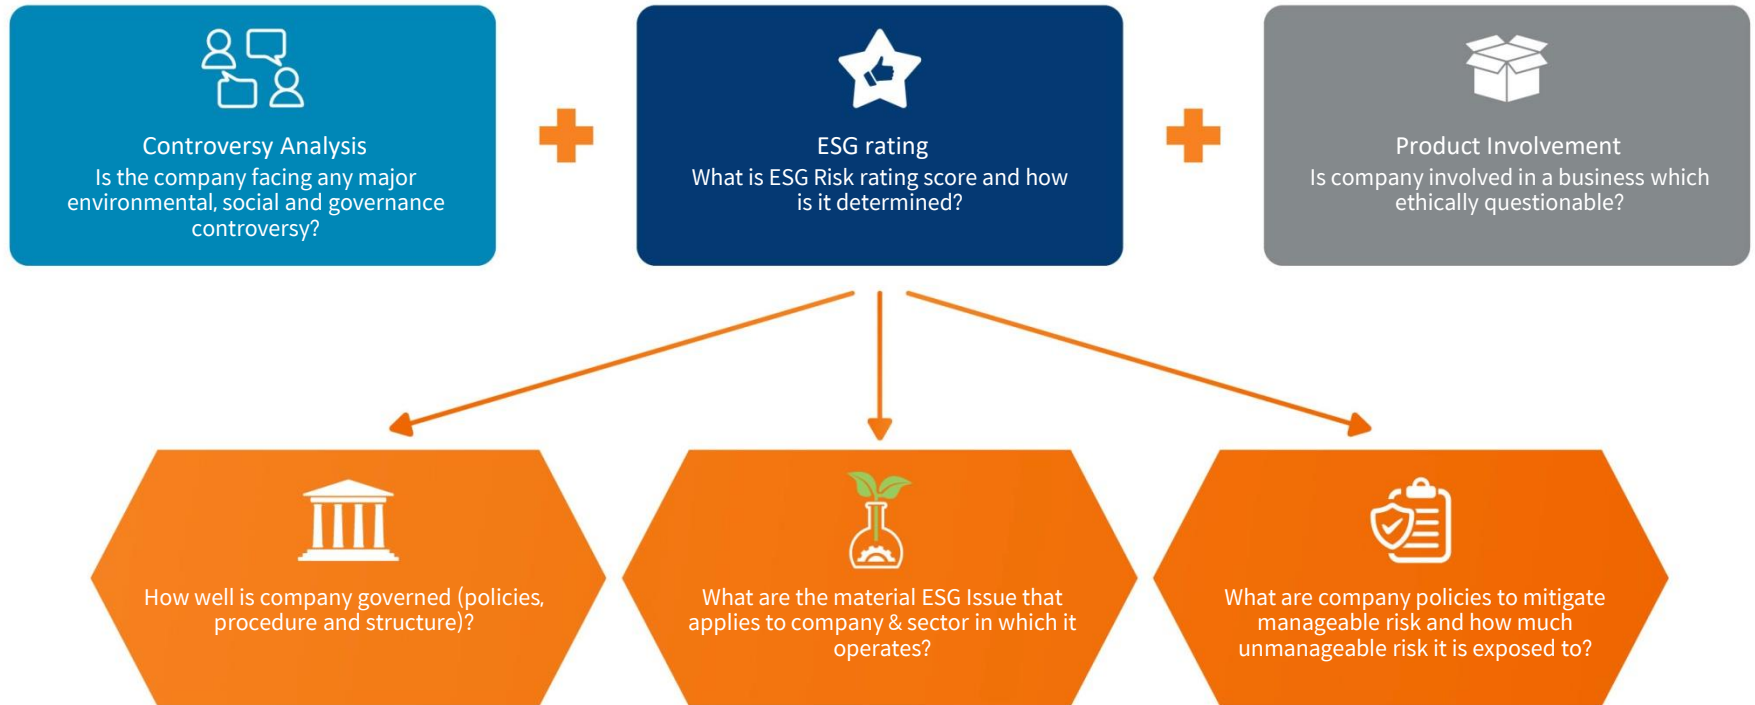 Controversy Analysis
Is the company facing any major
environmental, social and governance
controversy?
ESG rating
What is ESG Risk rating score and how
is it determined?
Product Involvement
Is company involved in a business which
ethically questionable?
How well is company governed (policies,
procedure and structure)?
What are the material ESG Issue that
applies to company & sector in which it
operates?
What are company policies to mitigate
manageable risk and how much
unmanageable risk it is exposed to?